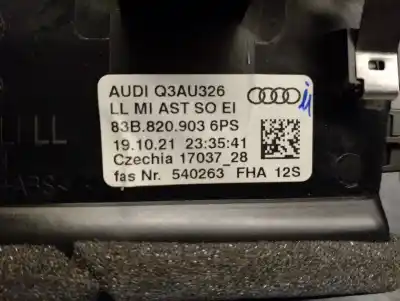 AUDI Q3AU326
LL MI AST SO EI
83B.820.903 6PS
19.10.21 23:35:41
Czechia 17037_28
fas Nr. 540263 FHA 12S
LL